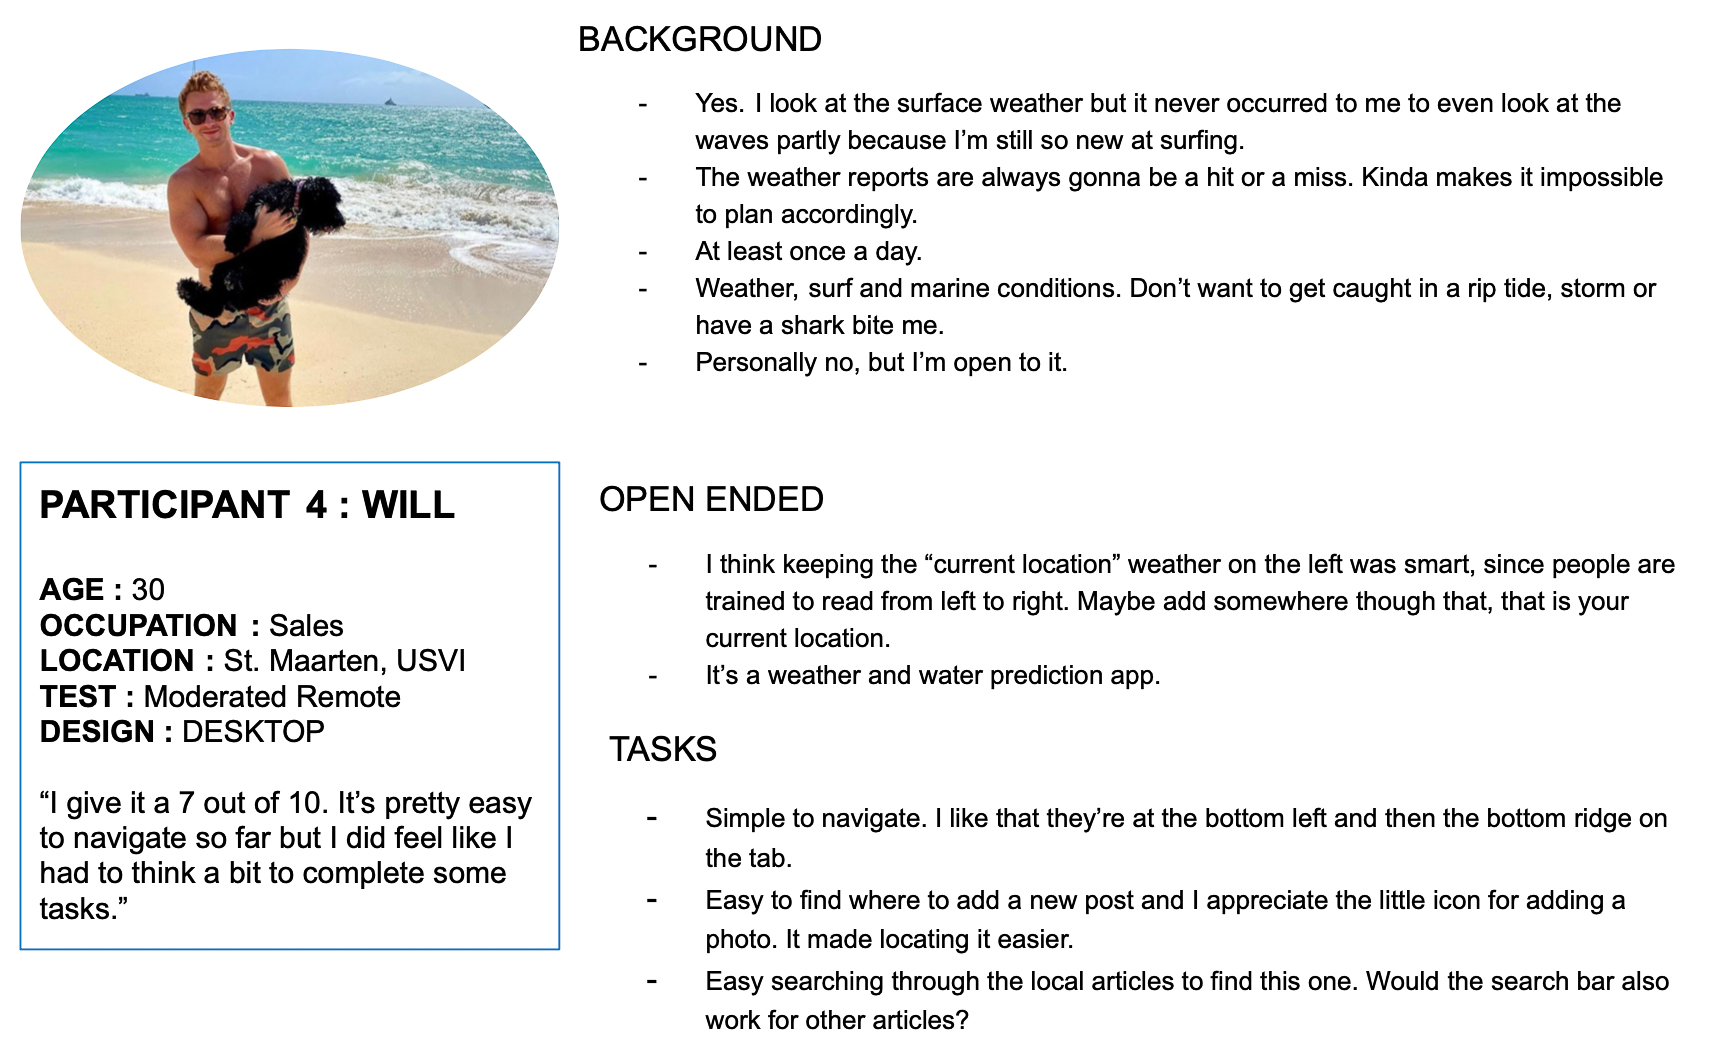 BACKGROUND
- Yes. I look at the surface weather but it never occurred to me to even look at the
waves partly because I’m still so new at surfing.
- The weather reports are always gonna be a hit or a miss. Kinda makes it impossible
to plan accordingly.
- At least once a day.
- Weather, surf and marine conditions. Don’t want to get caught in a rip tide, storm or
have a shark bite me.
- Personally no, but I’m open to it.
PARTICIPANT 4 : WILL
AGE : 30
OCCUPATION : Sales
LOCATION : St. Maarten, USVI
TEST : Moderated Remote
DESIGN : DESKTOP
“I give it a 7 out of 10. It’s pretty easy
to navigate so far but I did feel like I
had to think a bit to complete some
tasks.”
OPEN ENDED
- I think keeping the “current location” weather on the left was smart, since people are
trained to read from left to right. Maybe add somewhere though that, that is your
current location.
- It’s a weather and water prediction app.
TASKS
- Simple to navigate. I like that they’re at the bottom left and then the bottom ridge on
the tab.
- Easy to find where to add a new post and I appreciate the little icon for adding a
photo. It made locating it easier.
- Easy searching through the local articles to find this one. Would the search bar also
work for other articles?